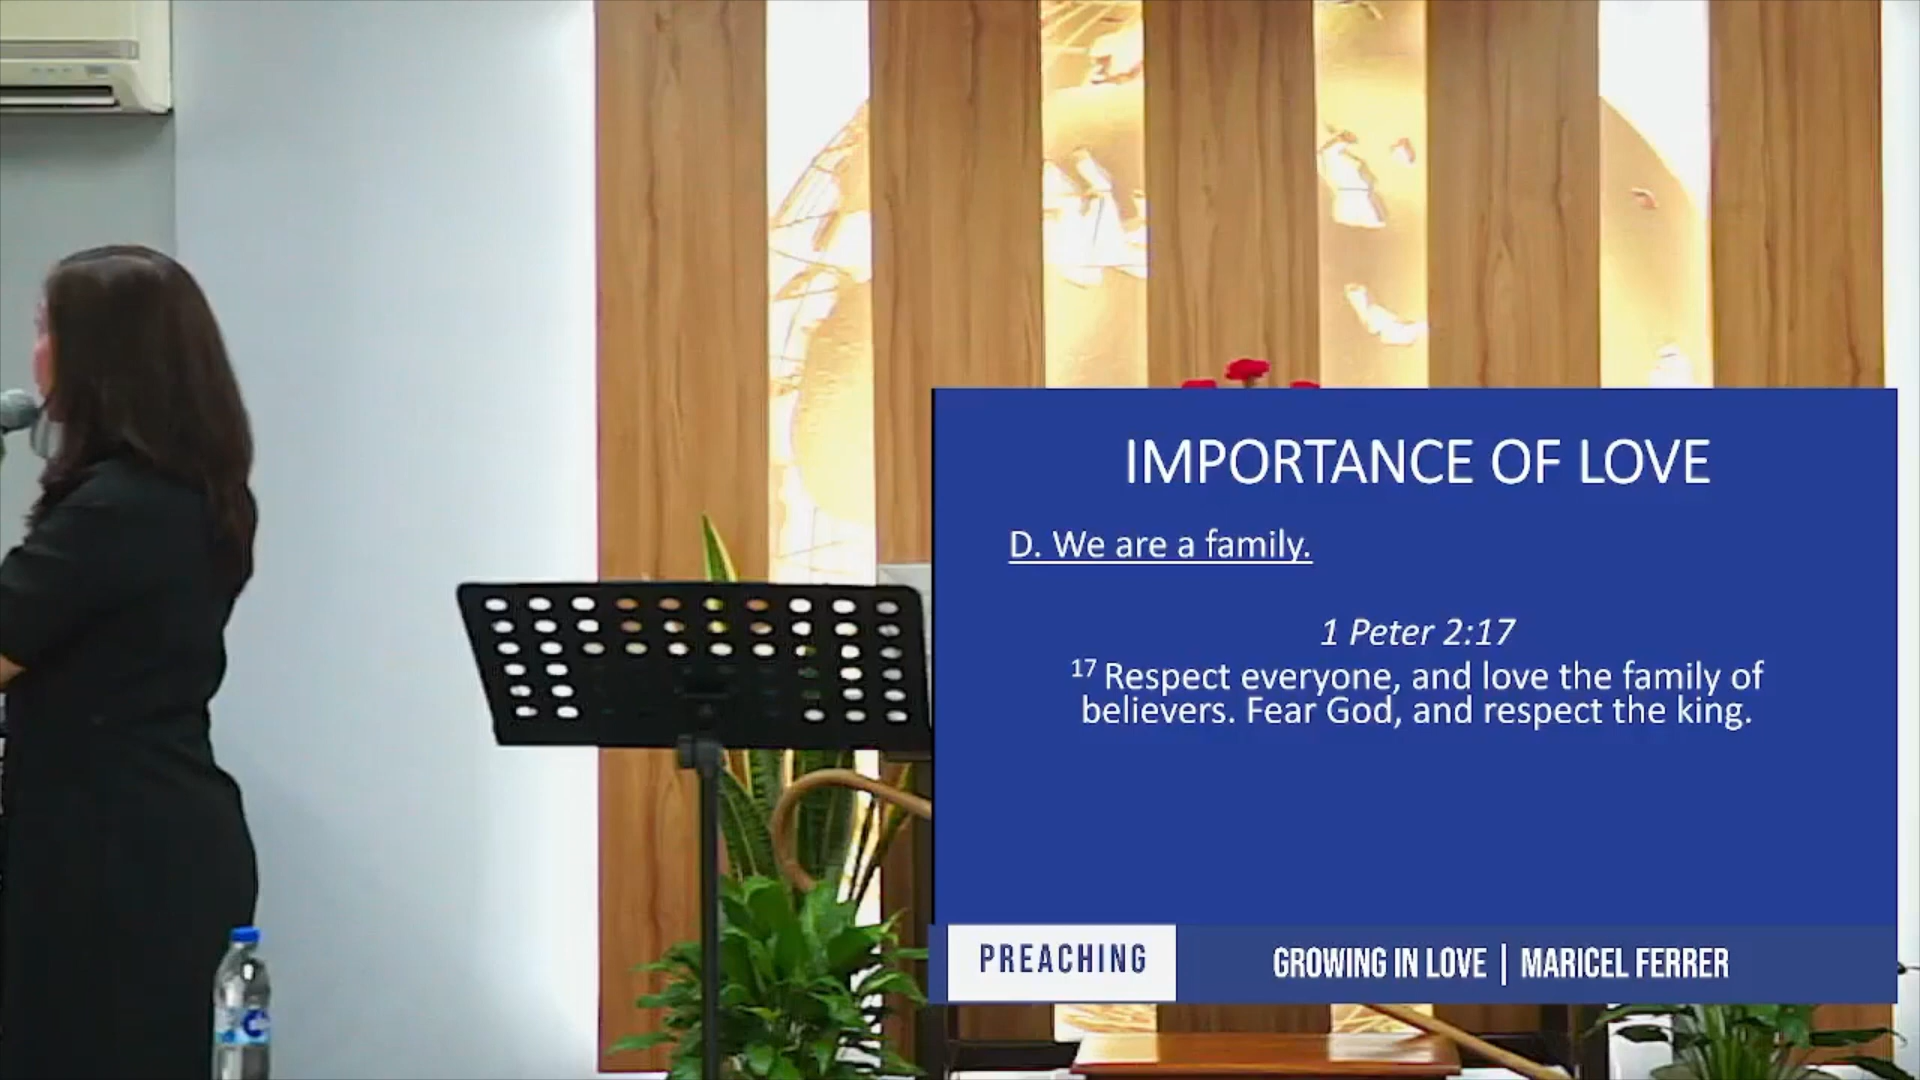 IMPORTANCE OF LOVE
D. We are a family.
1 Peter 2:17
17 Respect everyone, and love the family of
believers. Fear God, and respect the king.
PREACHING
GROWING IN LOVE | MARICEL FERRER